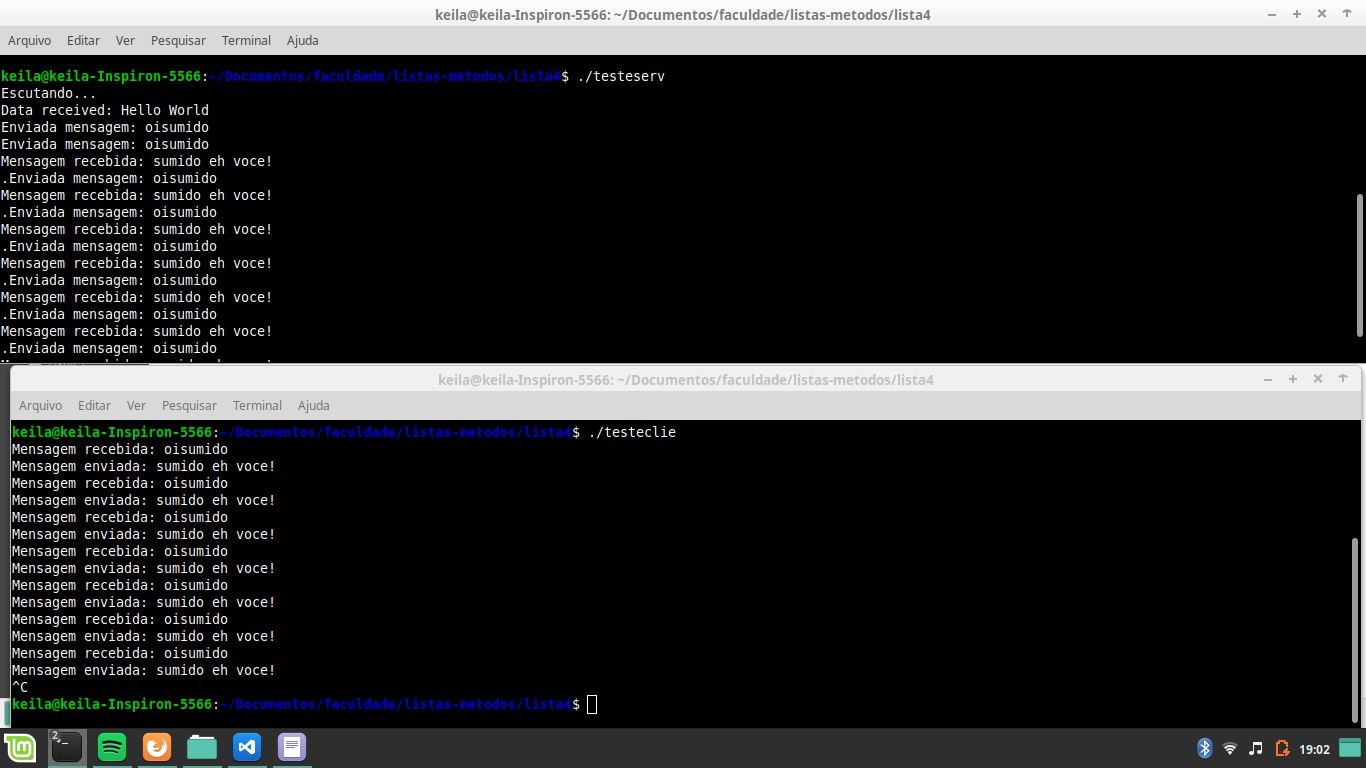 keila@keila-Inspiron-5566: ~/Documentos/faculdade/listas-metodos/lista4
Arquivo Editar Ver Pesquisar Terminal Ajuda
keila@keila-Inspiron-5566:~/Documentos/faculdade/listas-metodos/lista4$ ./testeserv
Escutando...
Data received: Hello World
Enviada mensagem: oisumido
Enviada mensagem: oisumido
Mensagem recebida: sumido eh voce!
.Enviada mensagem: oisumido
Mensagem recebida: sumido eh voce!
.Enviada mensagem: oisumido
Mensagem recebida: sumido eh voce!
.Enviada mensagem: oisumido
Mensagem recebida: sumido eh voce!
.Enviada mensagem: oisumido
Mensagem recebida: sumido eh voce!
.Enviada mensagem: oisumido
Mensagem recebida: sumido eh voce!
.Enviada mensagem: oisumido
keila@keila-Inspiron-5566: ~/Documentos/faculdade/listas-metodos/lista4
Arquivo Editar Ver Pesquisar Terminal Ajuda
keila@keila-Inspiron-5566:~/Documentos/faculdade/listas-metodos/lista4$ ./testeclie
Mensagem recebida: oisumido
Mensagem enviada: sumido eh voce!
Mensagem recebida: oisumido
Mensagem enviada: sumido eh voce!
Mensagem recebida: oisumido
Mensagem enviada: sumido eh voce!
Mensagem recebida: oisumido
Mensagem enviada: sumido eh voce!
Mensagem recebida: oisumido
Mensagem enviada: sumido eh voce!
Mensagem recebida: oisumido
Mensagem enviada: sumido eh voce!
Mensagem recebida: oisumido
Mensagem enviada: sumido eh voce!
^C
keila@keila-Inspiron-5566:~/Documentos/faculdade/listas-metodos/lista4$
2
19:02